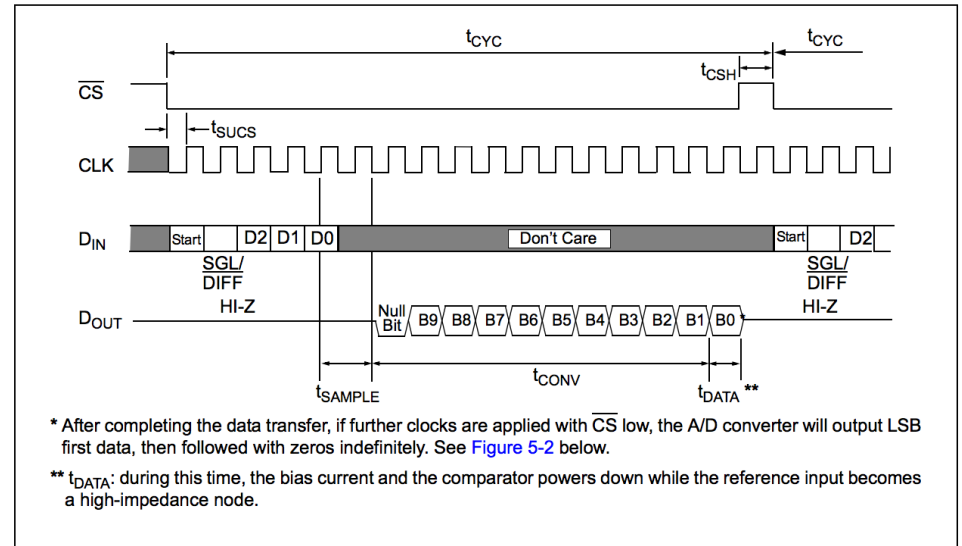 tCYC
tCYC
tCSH
CS
tSUCS
CLK
DIN
Start
D2
D1
D0
Don't Care
Start
D2
SGL/
DIFF
SGL/
DIFF
HI-Z
HI-Z
DOUT
Null
Bit
B9
B8
B7
B6
B5
B4
B3
B2
B1
B0
*
tSAMPLE
tCONV
tDATA **
* After completing the data transfer, if further clocks are applied with CS low, the A/D converter will output LSB
first data, then followed with zeros indefinitely. See Figure 5-2 below.
** tDATA: during this time, the bias current and the comparator powers down while the reference input becomes
a high-impedance node.